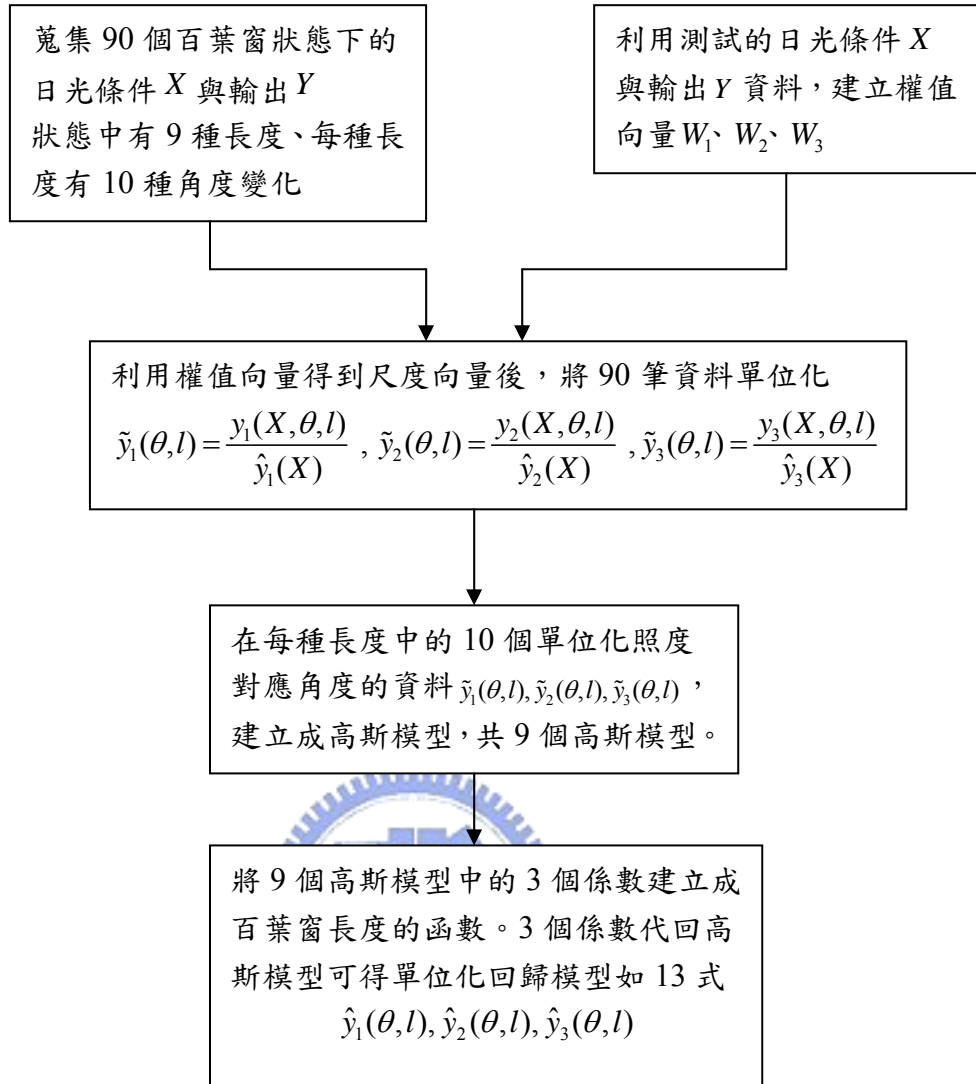 蒐集 90 個百葉窗狀態下的
日光條件 X 與輸出 Y
狀態中有 9 種長度、每種長
度有 10 種角度變化
利用測試的日光條件 X
與輸出 Y 資料，建立權值
向量 W₁、W₂、W₃
利用權值向量得到尺度向量後，將 90 筆資料單位化
ỹ₁(θ,l) = y₁(X,θ,l) / ŷ₁(X) , ỹ₂(θ,l) = y₂(X,θ,l) / ŷ₂(X) , ỹ₃(θ,l) = y₃(X,θ,l) / ŷ₃(X)
在每種長度中的 10 個單位化照度
對應角度的資料 ỹ₁(θ,l), ỹ₂(θ,l), ỹ₃(θ,l)，
建立成高斯模型，共 9 個高斯模型。
將 9 個高斯模型中的 3 個係數建立成
百葉窗長度的函數。3 個係數代回高
斯模型可得單位化回歸模型如 13 式
ŷ₁(θ,l), ŷ₂(θ,l), ŷ₃(θ,l)